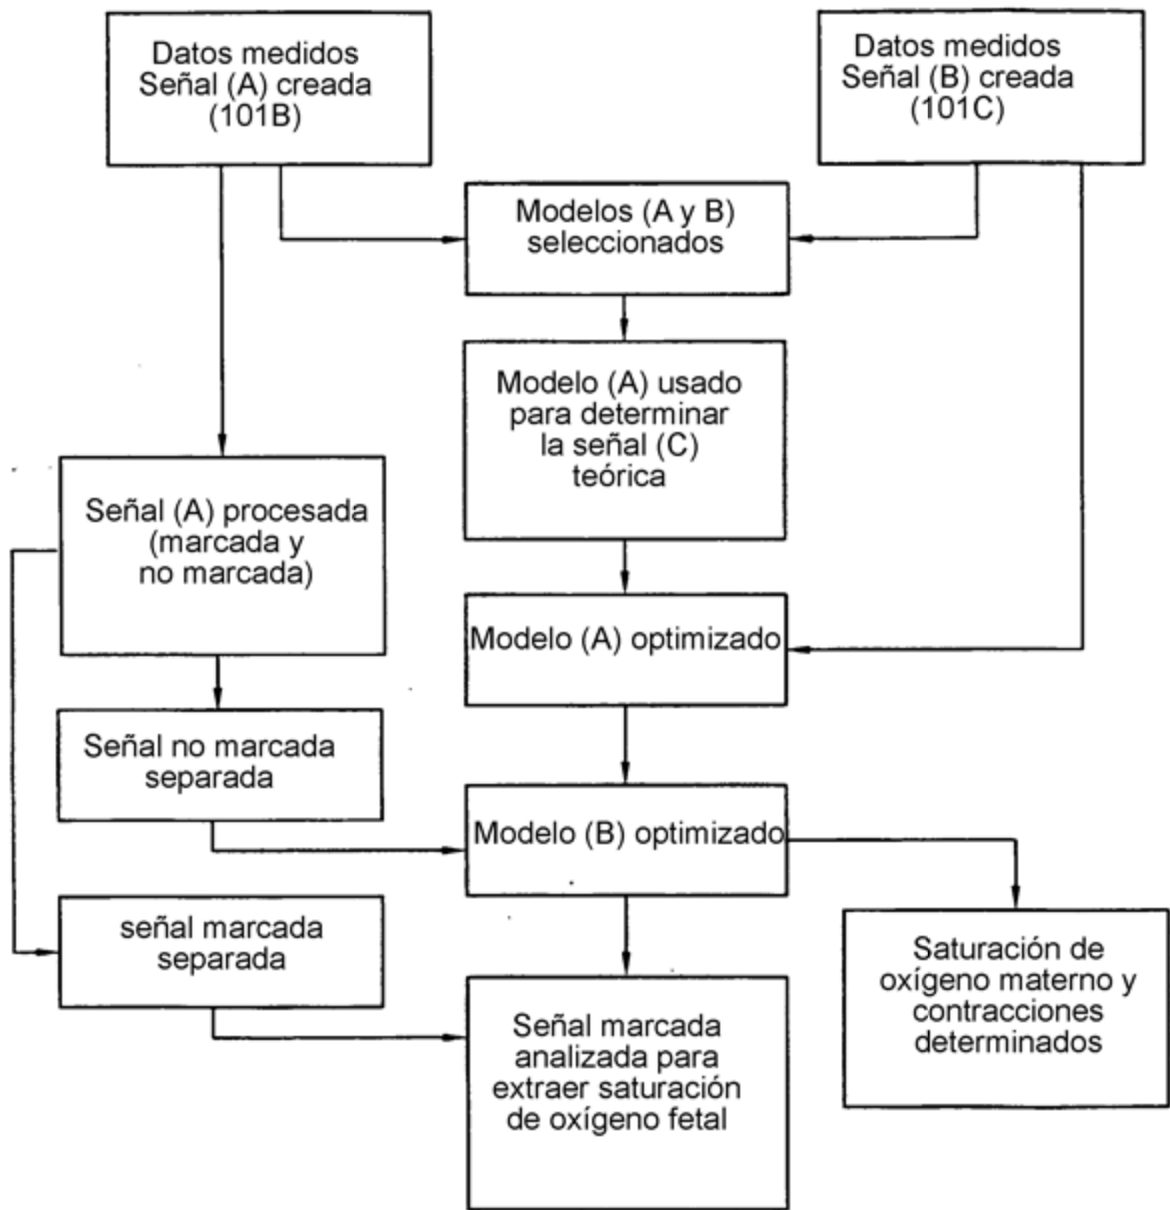 Datos medidos
Señal (A) creada
(101B)
Datos medidos
Señal (B) creada
(101C)
Modelos (A y B)
seleccionados
Modelo (A) usado
para determinar
la señal (C)
teórica
Señal (A) procesada
(marcada y
no marcada)
Modelo (A) optimizado
Señal no marcada
separada
Modelo (B) optimizado
señal marcada
separada
Saturación de
oxígeno materno y
contracciones
determinados
Señal marcada
analizada para
extraer saturación
de oxígeno fetal